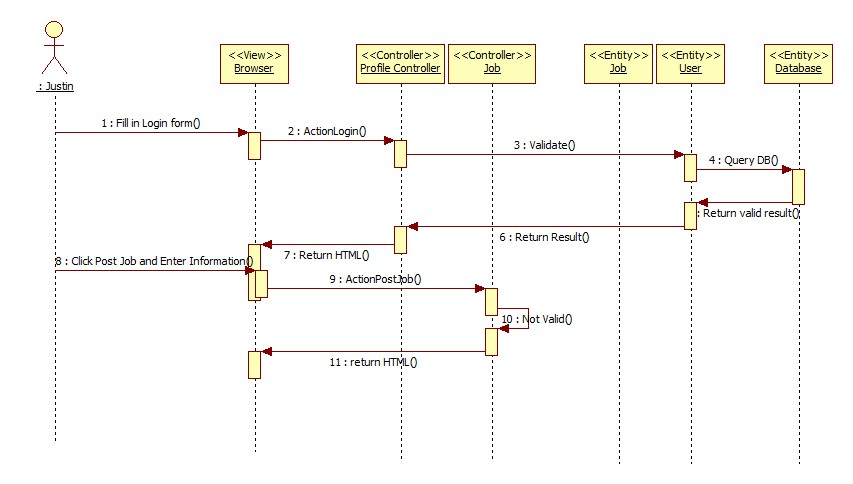 <<View>>
Browser
<<Controller>>
Profile Controller
<<Controller>>
Job
<<Entity>>
Job
<<Entity>>
User
<<Entity>>
Database
: Justin
1 : Fill in Login form()
2 : ActionLogin()
3 : Validate()
4 : Query DB()
: Return valid result()
6 : Return Result()
7 : Return HTML()
8 : Click Post Job and Enter Information()
9 : ActionPostJob()
10 : Not Valid()
11 : return HTML()